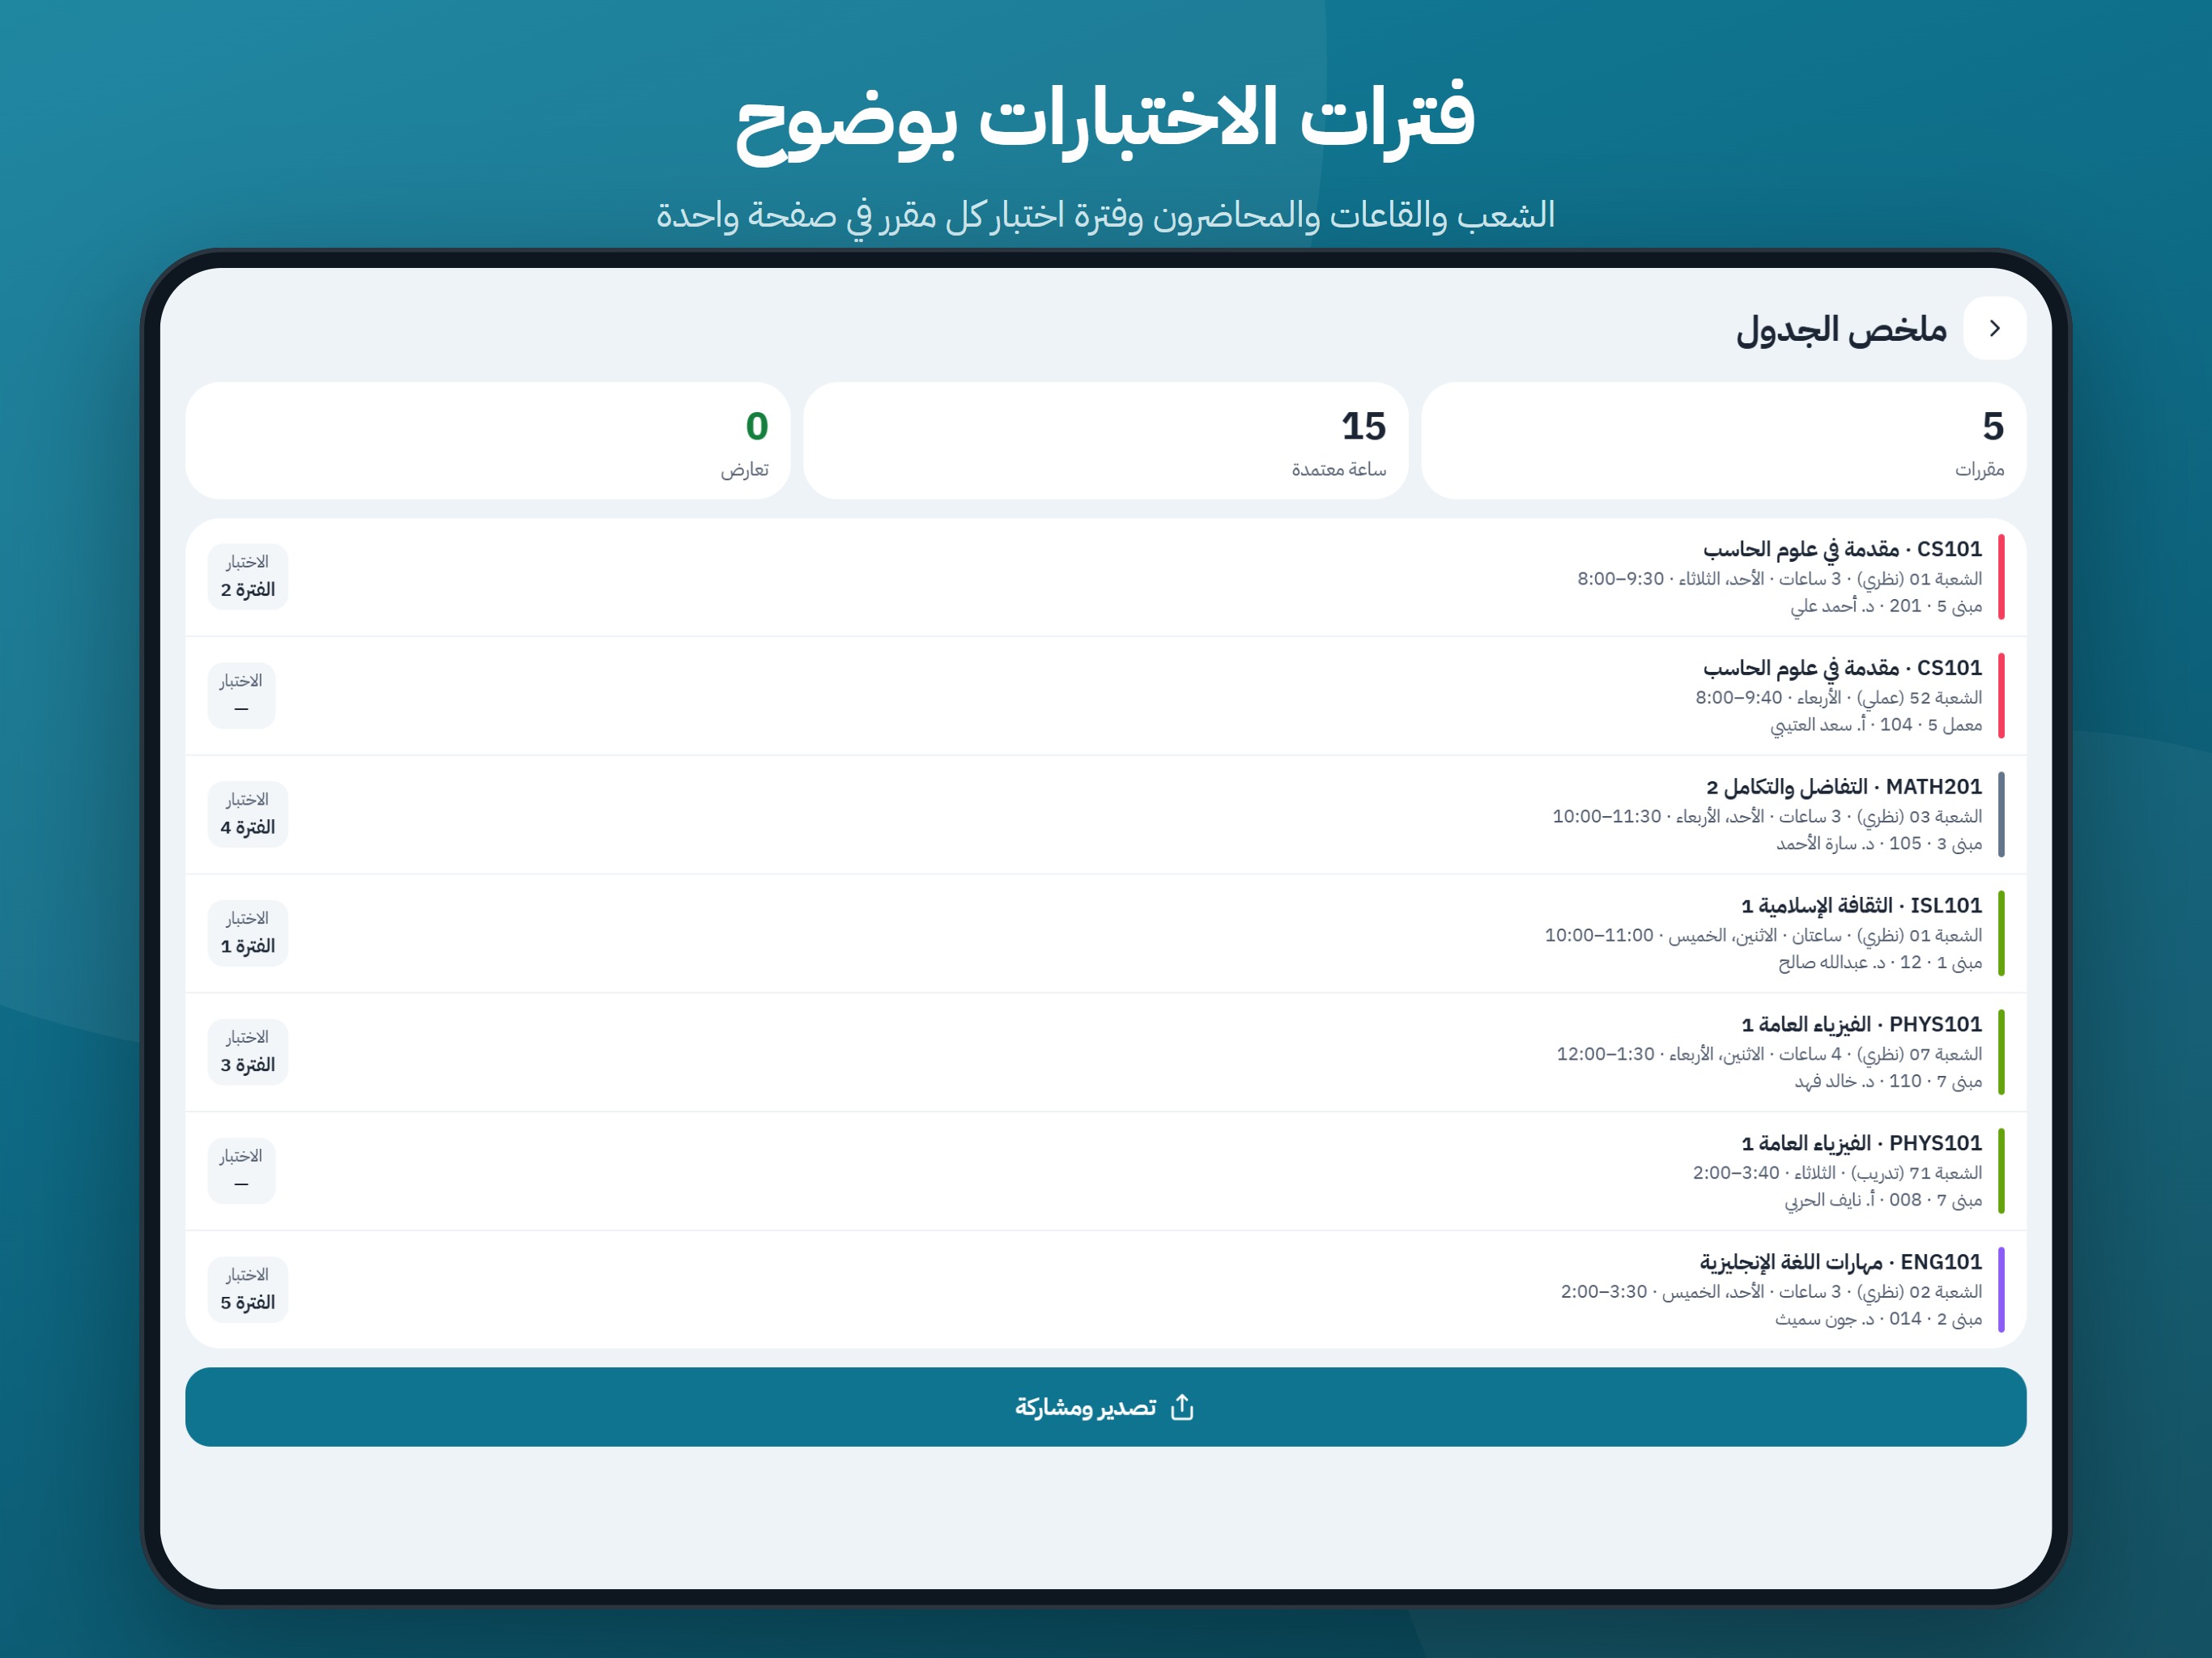 فترات الاختبارات بوضوح
الشعب والقاعات والمحاضرون وفترة اختبار كل مقرر في صفحة واحدة
ملخص الجدول
5
مقررات
15
ساعة معتمدة
0
تعارض
CS101 · مقدمة في علوم الحاسب
الشعبة 01 (نظري) · 3 ساعات · الأحد، الثلاثاء · 8:00–9:30
مبنى 5 · 201 · د. أحمد علي
الاختبار
الفترة 2
CS101 · مقدمة في علوم الحاسب
الشعبة 52 (عملي) · الأربعاء · 8:00–9:40
معمل 5 · 104 · أ. سعد العتيبي
الاختبار
—
MATH201 · التفاضل والتكامل 2
الشعبة 03 (نظري) · 3 ساعات · الأحد، الأربعاء · 10:00–11:30
مبنى 3 · 105 · د. سارة الأحمد
الاختبار
الفترة 4
ISL101 · الثقافة الإسلامية 1
الشعبة 01 (نظري) · ساعتان · الاثنين، الخميس · 10:00–11:00
مبنى 1 · 12 · د. عبدالله صالح
الاختبار
الفترة 1
PHYS101 · الفيزياء العامة 1
الشعبة 07 (نظري) · 4 ساعات · الاثنين، الأربعاء · 12:00–1:30
مبنى 7 · 110 · د. خالد فهد
الاختبار
الفترة 3
PHYS101 · الفيزياء العامة 1
الشعبة 71 (تدريب) · الثلاثاء · 2:00–3:40
مبنى 7 · 008 · أ. نايف الحربي
الاختبار
—
ENG101 · مهارات اللغة الإنجليزية
الشعبة 02 (نظري) · 3 ساعات · الأحد، الخميس · 2:00–3:30
مبنى 2 · 014 · د. جون سميث
الاختبار
الفترة 5
تصدير ومشاركة